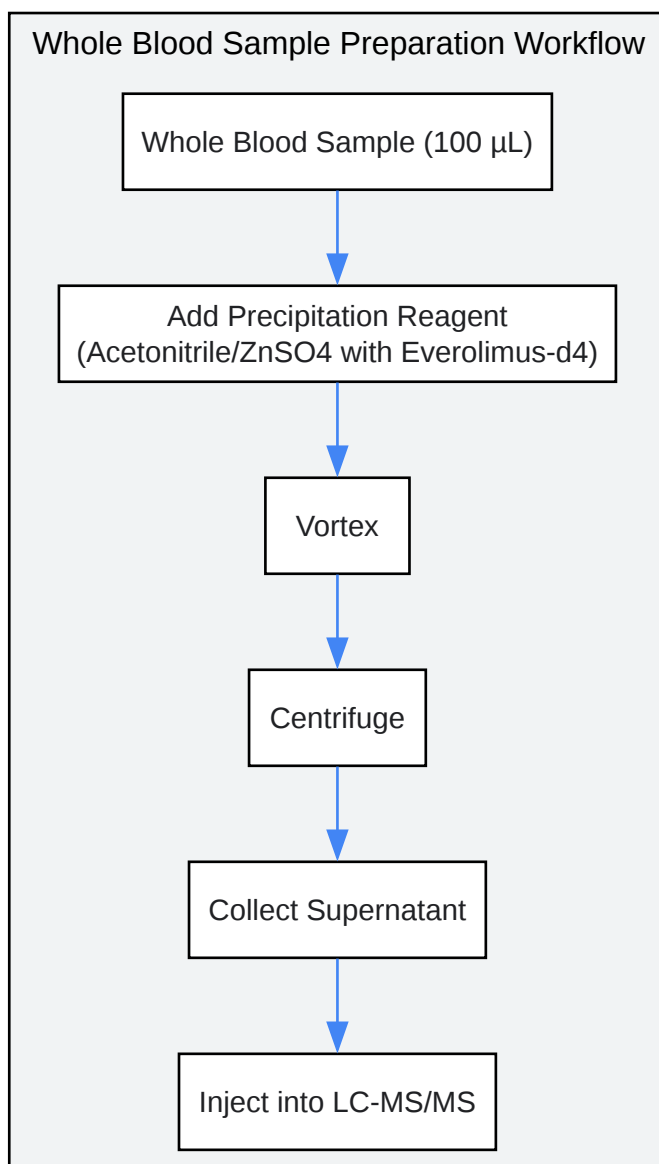 Whole Blood Sample Preparation Workflow
Whole Blood Sample (100 µL)
Add Precipitation Reagent
(Acetonitrile/ZnSO4 with Everolimus-d4)
Vortex
Centrifuge
Collect Supernatant
Inject into LC-MS/MS